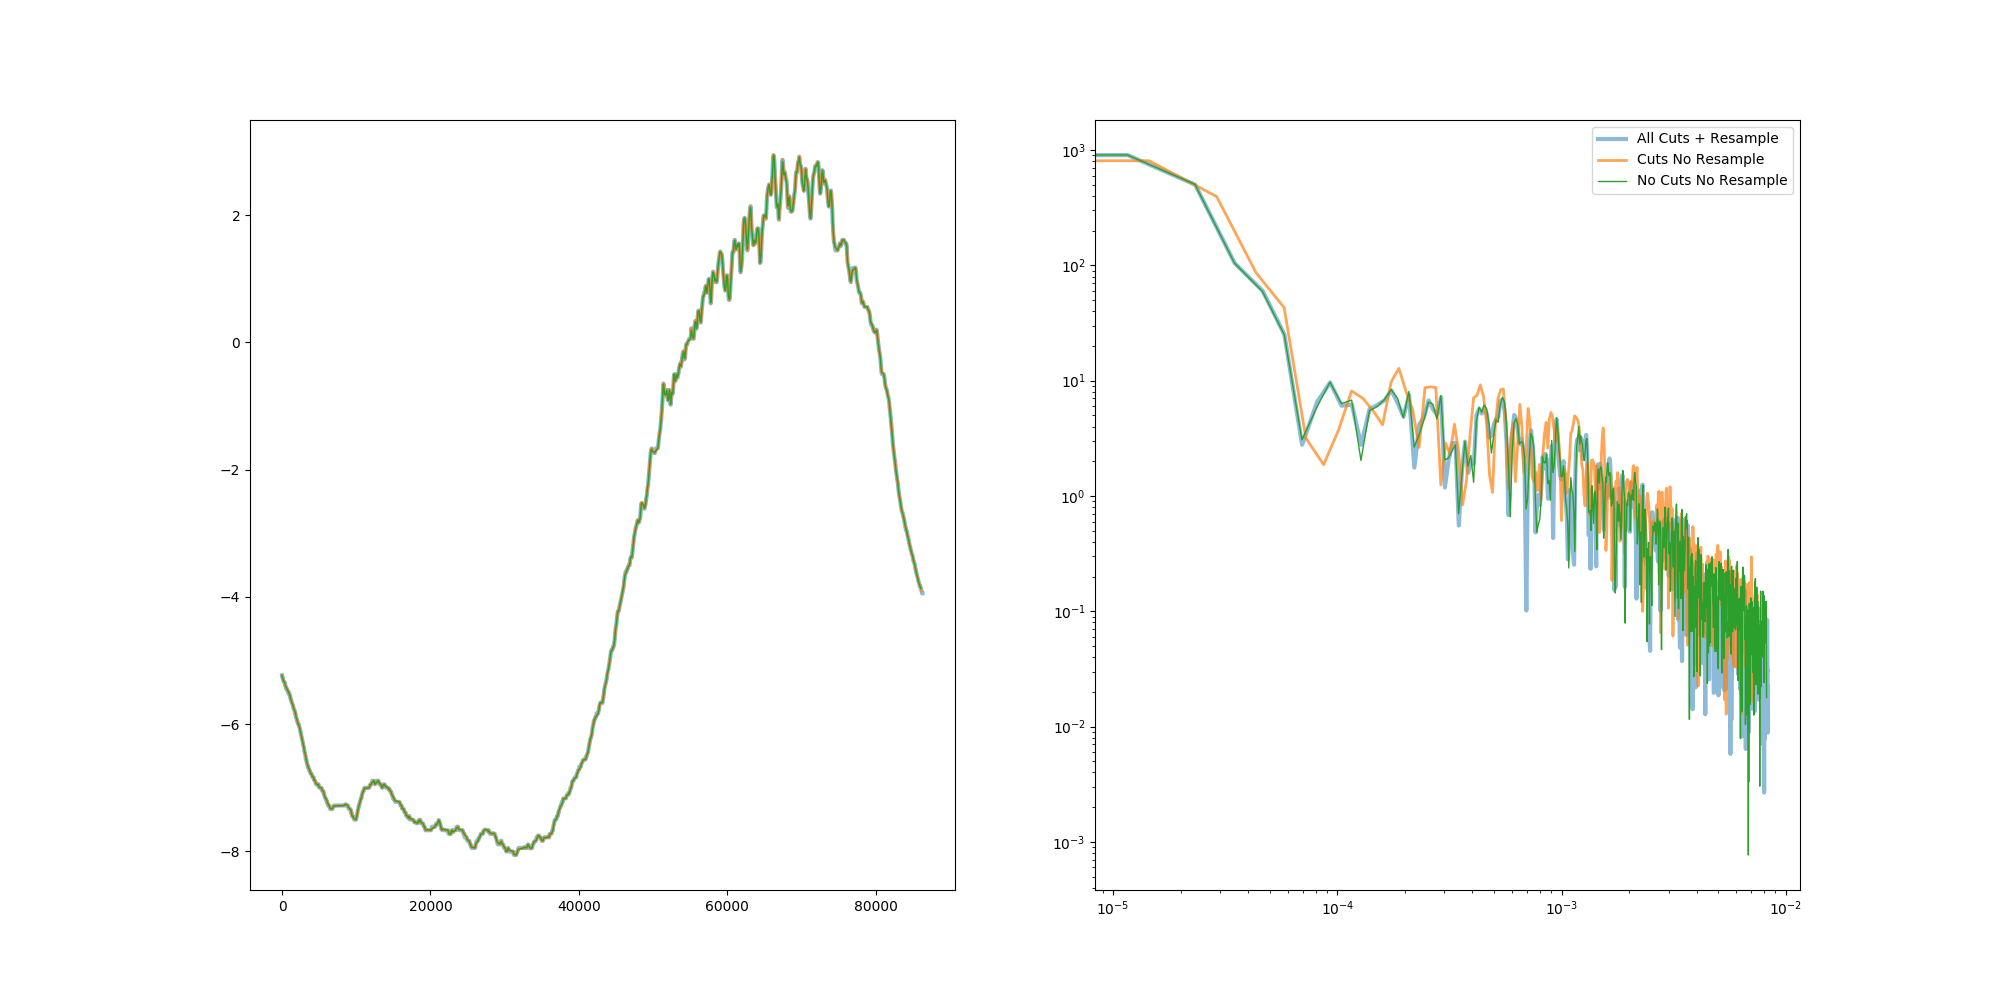 2
0
−2
−4
−6
−8
0 20000 40000 60000 80000
10³
10²
10¹
10⁰
10⁻¹
10⁻²
10⁻³
10⁻⁵ 10⁻⁴ 10⁻³ 10⁻²
All Cuts + Resample
Cuts No Resample
No Cuts No Resample